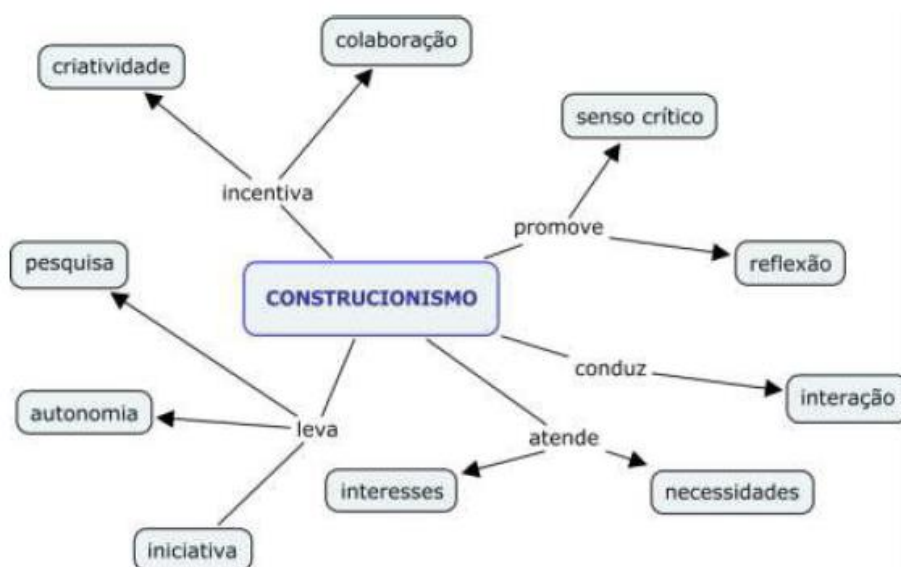 colaboração
criatividade
senso crítico
incentiva
promove
pesquisa
reflexão
CONSTRUCIONISMO
conduz
interação
autonomia
leva
atende
interesses
necessidades
iniciativa